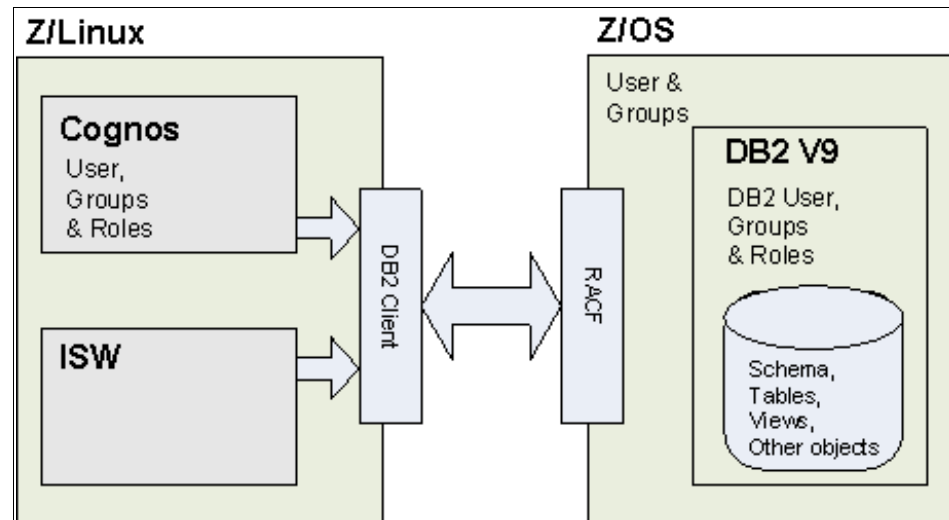 Z/Linux
Cognos
User,
Groups
& Roles
ISW
DB2 Client
RACF
Z/OS
User &
Groups
DB2 V9
DB2 User,
Groups
& Roles
Schema,
Tables,
Views,
Other objects